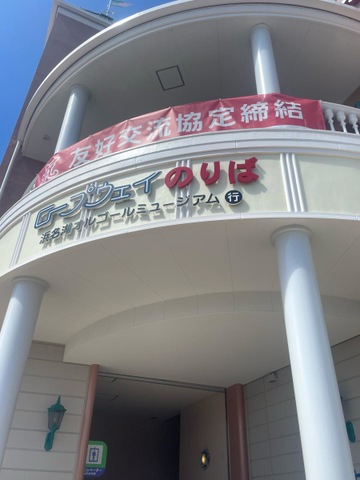 友好交流協定締結
ロープウェイのりば
浜名湖オルゴールミュージアム行